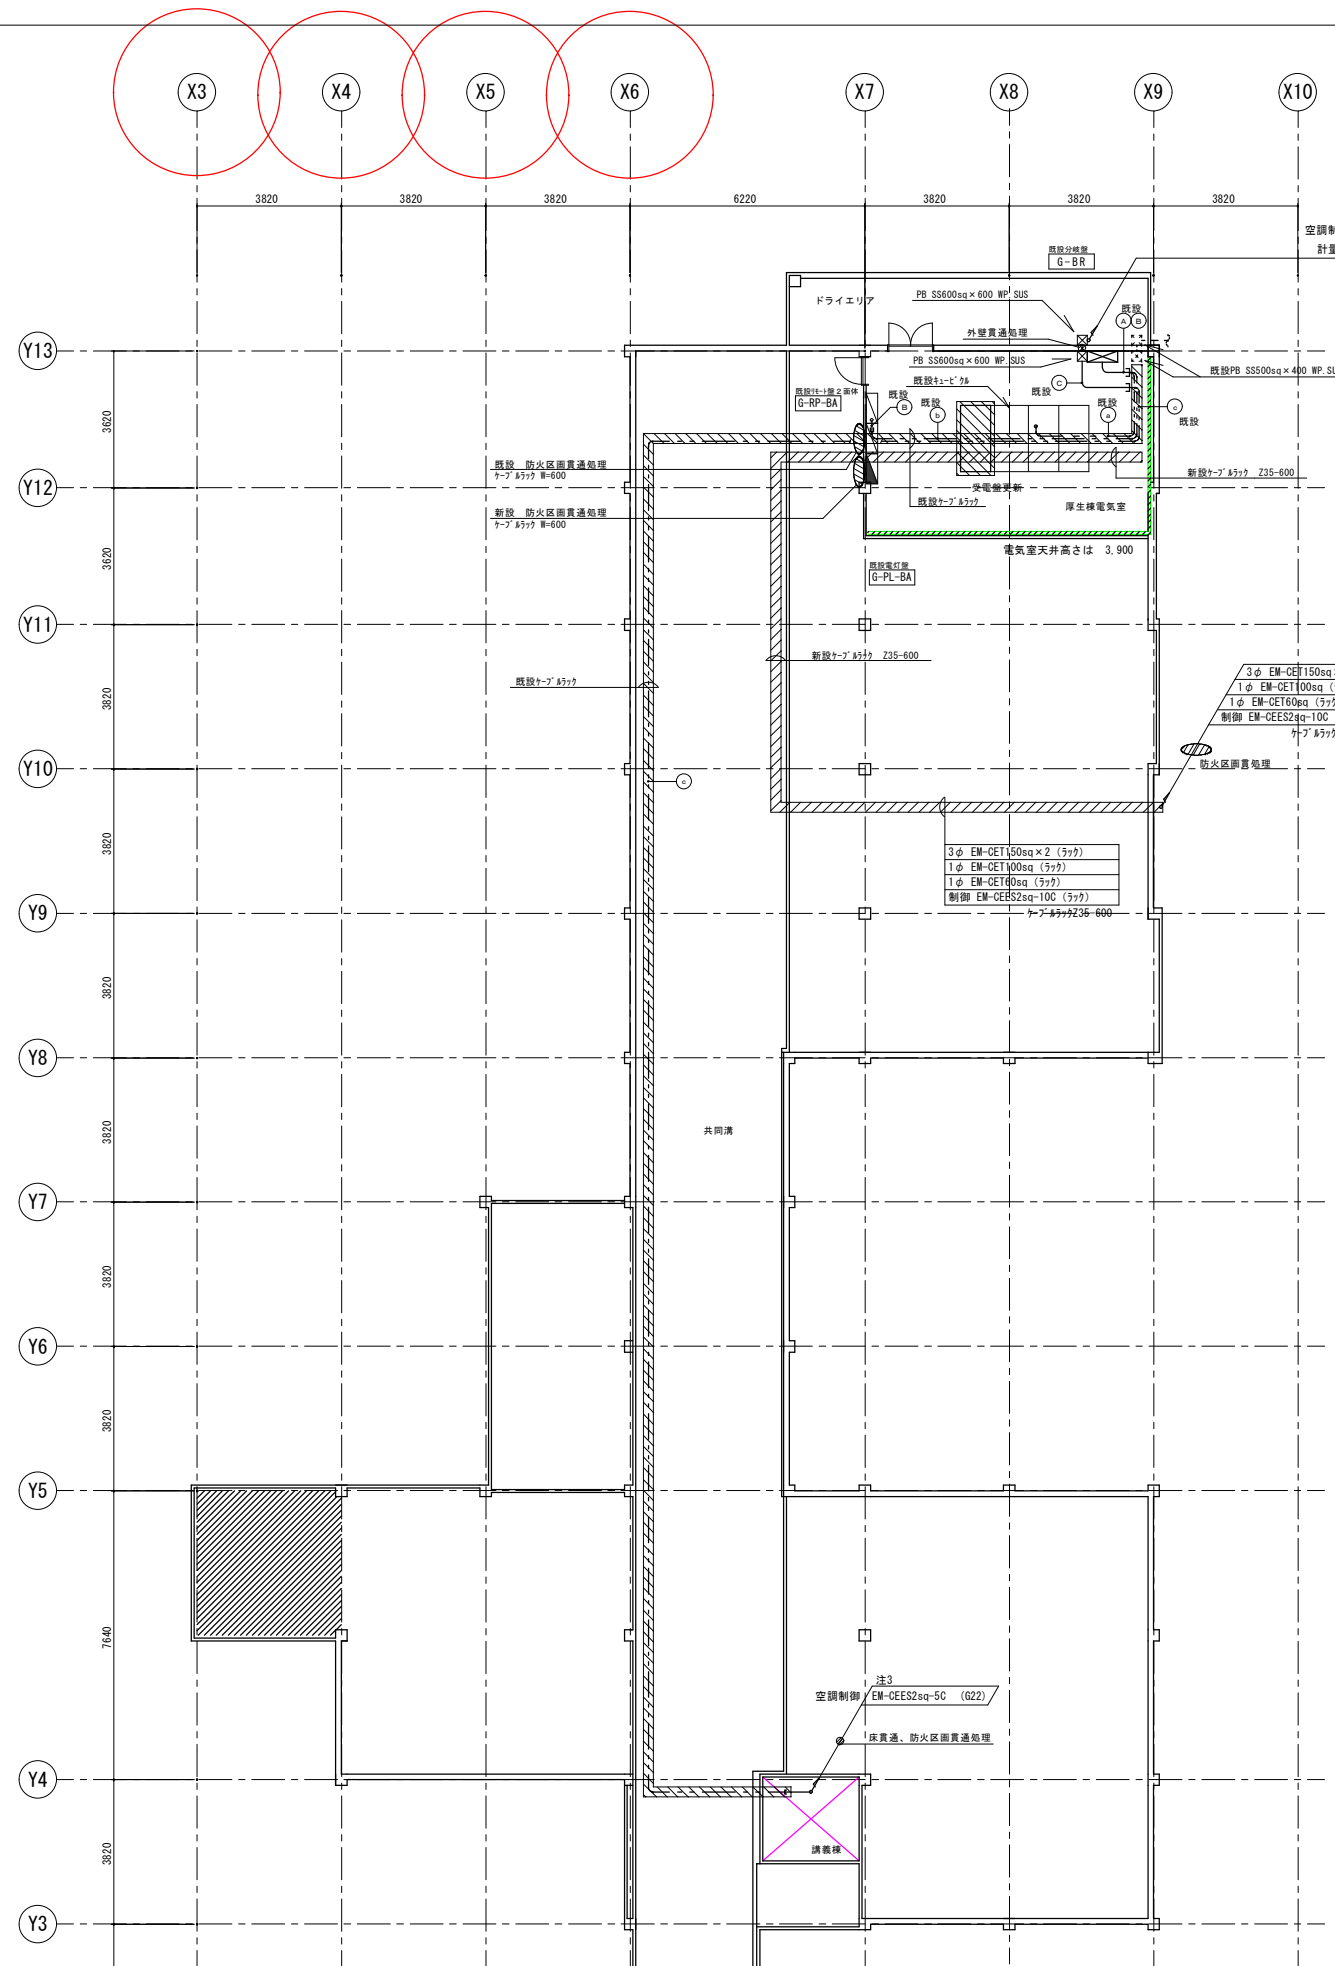 X3
X4
X5
X6
X7
X8
X9
X10
3820
3820
3820
6220
3820
3820
3820
空調制
計量
既設分岐盤
G-BR
ドライエリア
PB SS600sq×600 WP.SUS
既設
A
B
外壁貫通処理
Y13
PB SS600sq×600 WP.SUS
既設PB SS500sq×400 WP.SU
既設キュービクル
既設
C
既設リモート盤2面体
G-RP-BA
既設
B
b
既設
a
c
既設
3620
既設 防火区画貫通処理
ケーブルラック W=600
新設ケーブルラック Z35-600
Y12
受電盤更新
既設ケーブルラック
厚生棟電気室
新設 防火区画貫通処理
ケーブルラック W=600
電気室天井高さは 3,900
3620
既設電灯盤
G-PL-BA
Y11
新設ケーブルラック Z35-600
既設ケーブルラック
3820
3φ EM-CET150sq
1φ EM-CET100sq (
1φ EM-CET60sq (ラック
制御 EM-CEES2sq-10C
ケーブルラック
防火区画貫通処理
Y10
c
3820
3φ EM-CET150sq×2 (ラック)
1φ EM-CET100sq (ラック)
1φ EM-CET60sq (ラック)
制御 EM-CEES2sq-10C (ラック)
ケーブルラックZ35-600
Y9
3820
Y8
3820
共同溝
Y7
3820
Y6
3820
Y5
7640
注3
空調制御 EM-CEES2sq-5C (G22)
床貫通、防火区画貫通処理
Y4
講義棟
3820
Y3